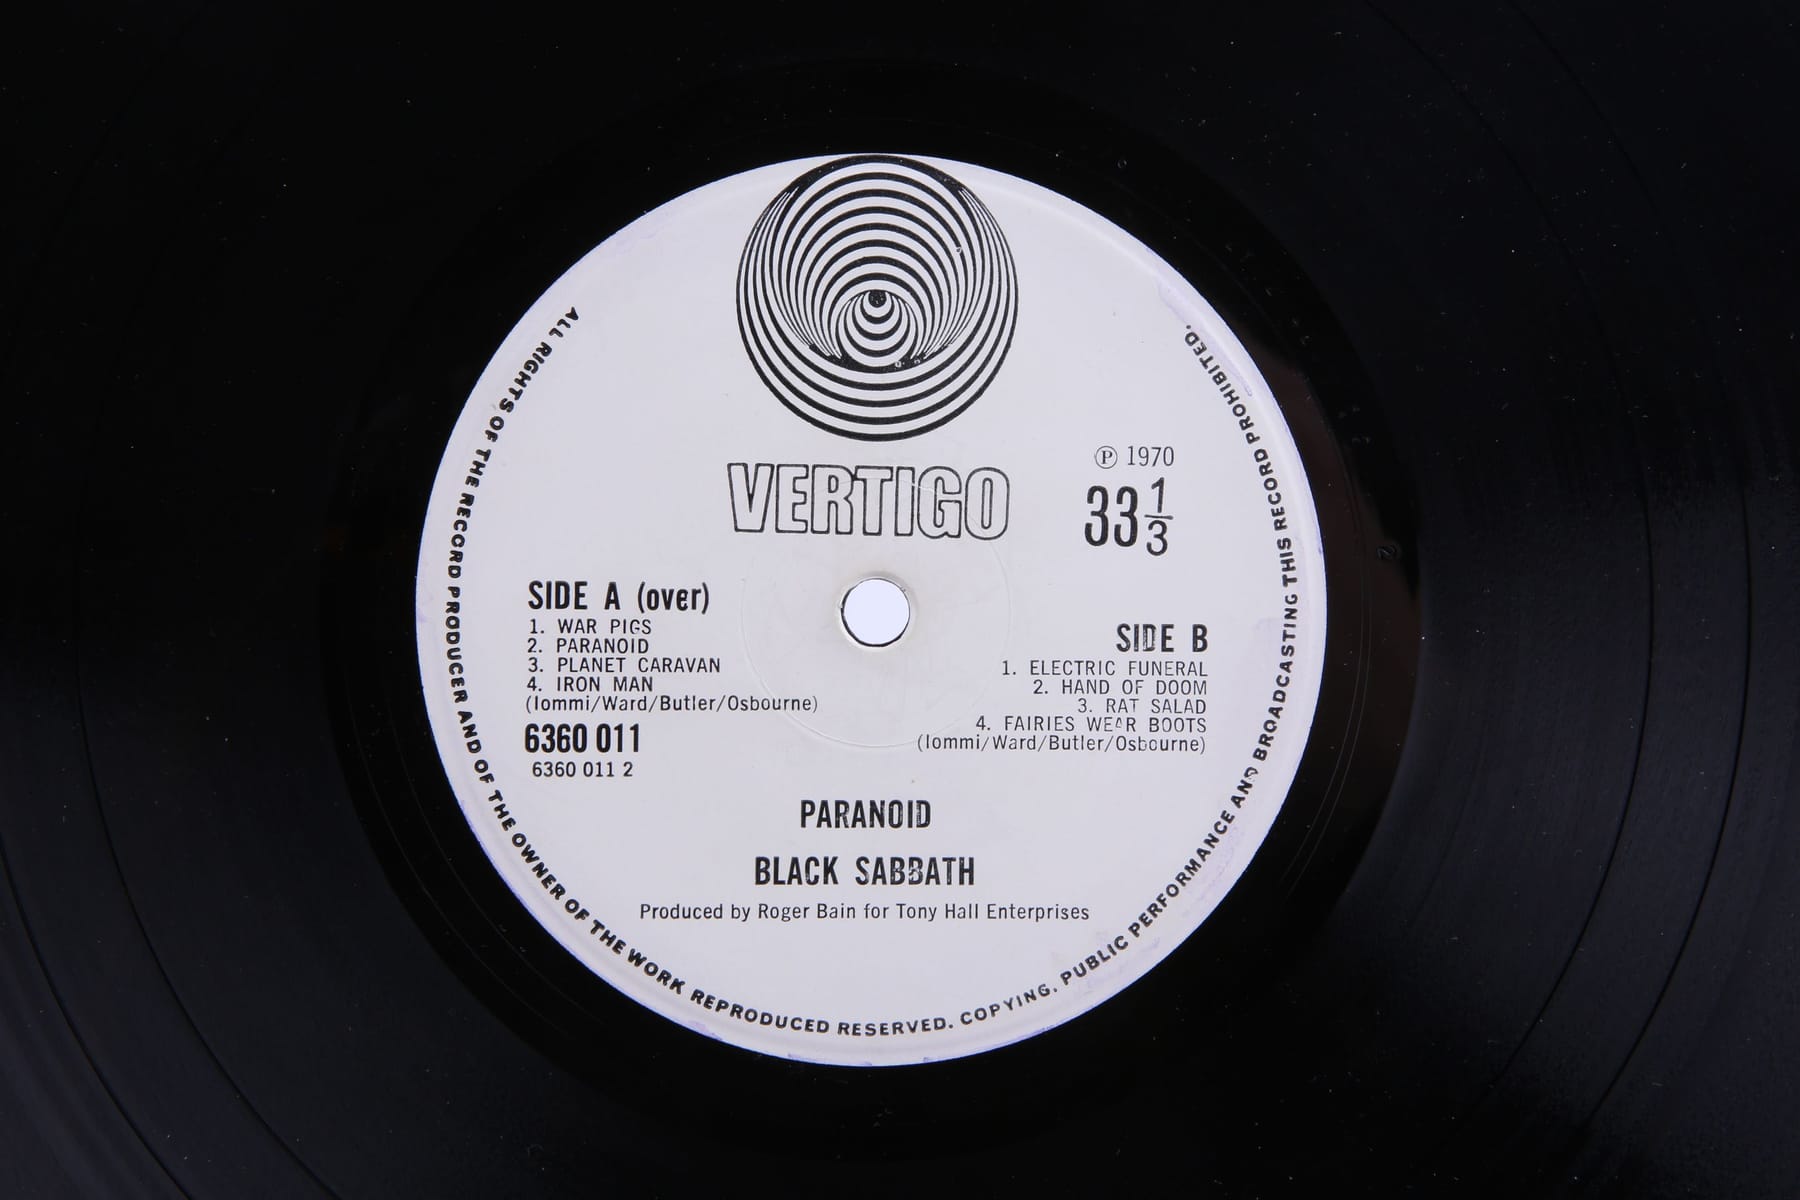 VERTIGO
℗ 1970
33 1/3
SIDE A (over)
1. WAR PIGS
2. PARANOID
3. PLANET CARAVAN
4. IRON MAN
(Iommi/Ward/Butler/Osbourne)
6360 011
6360 011 2
SIDE B
1. ELECTRIC FUNERAL
2. HAND OF DOOM
3. RAT SALAD
4. FAIRIES WEAR BOOTS
(Iommi/Ward/Butler/Osbourne)
PARANOID
BLACK SABBATH
Produced by Roger Bain for Tony Hall Enterprises
ALL RIGHTS OF THE RECORD PRODUCER AND OF THE OWNER OF THE WORK REPRODUCED RESERVED. COPYING, PUBLIC PERFORMANCE AND BROADCASTING THIS RECORD PROHIBITED.